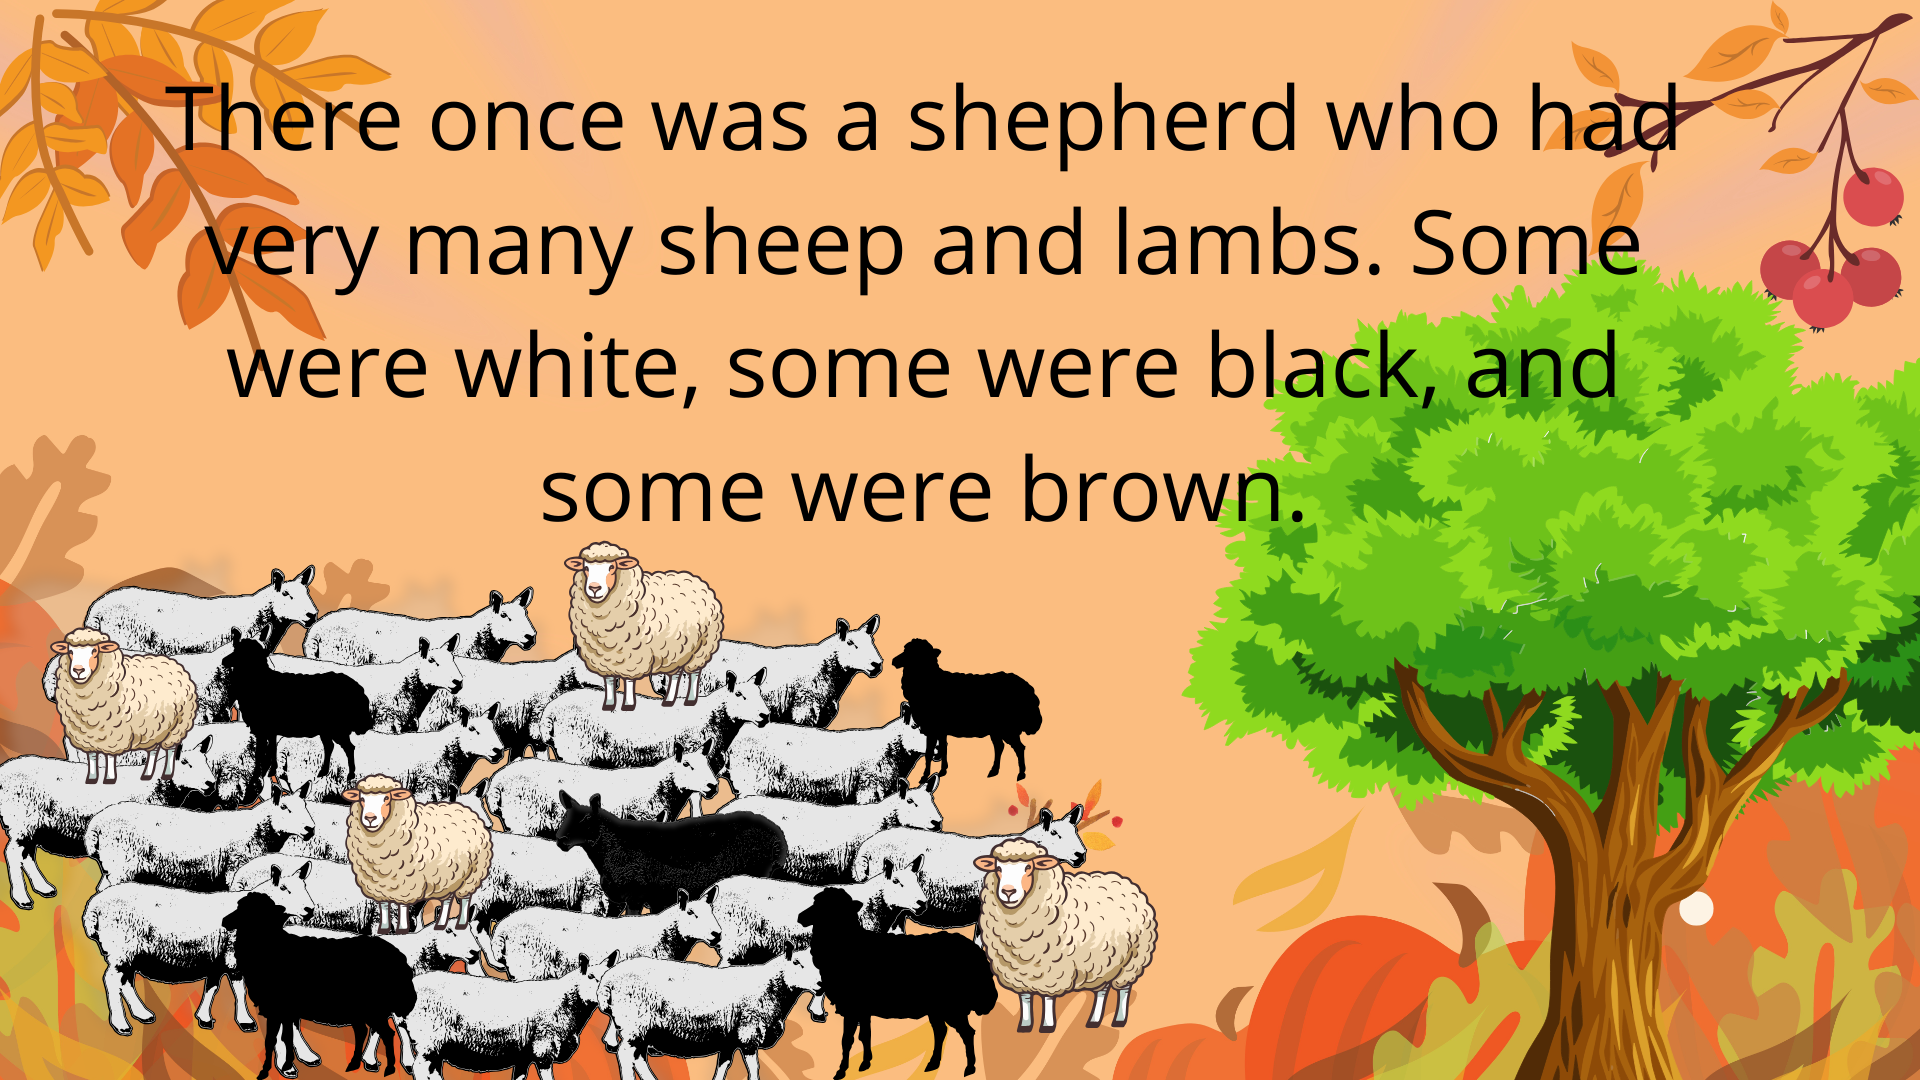 There once was a shepherd who had
very many sheep and lambs. Some
were white, some were black, and
some were brown.